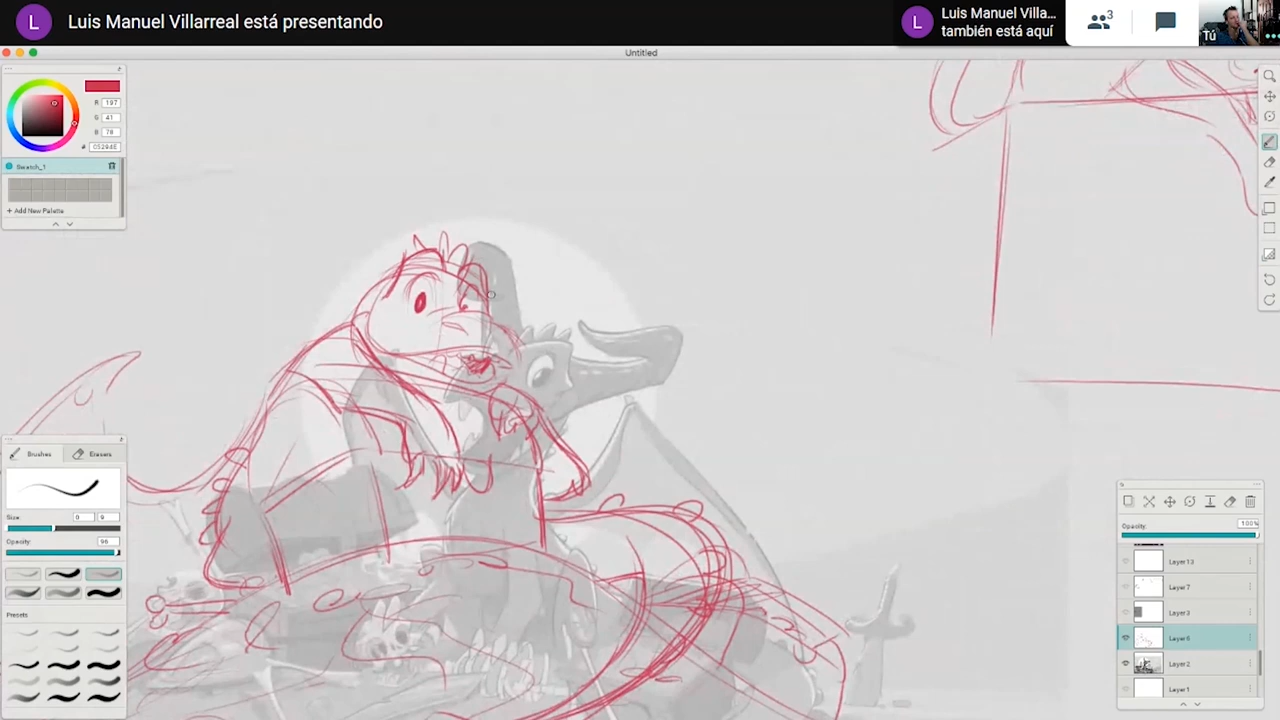 L Luis Manuel Villarreal está presentando
L Luis Manuel Villa...
también está aquí
3
Tú
Untitled
R 197
G 41
B 78
# C5294E
Swatch_1
+ Add New Palette
Brushes Erasers
Size: 0 9
Opacity: 96
Presets
Opacity: 100%
Layer 13
Layer 7
Layer 3
Layer 6
Layer 2
Layer 1